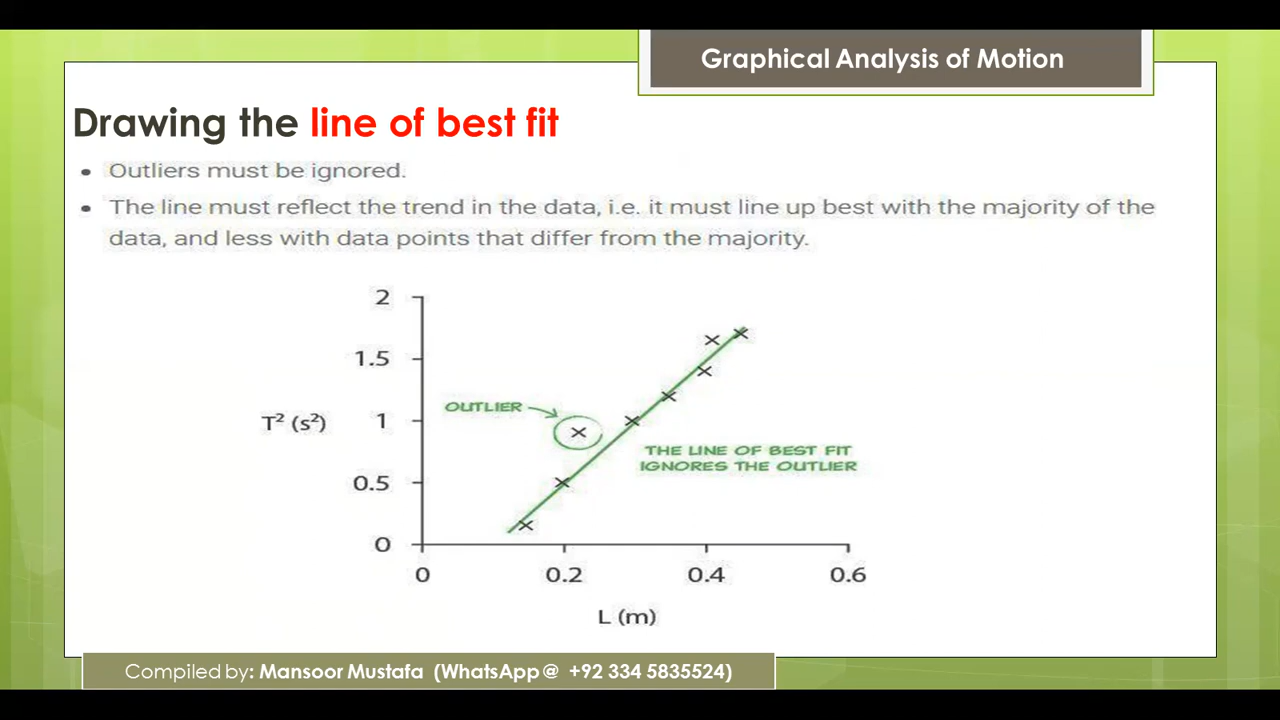 Graphical Analysis of Motion
Drawing the line of best fit
• Outliers must be ignored.
• The line must reflect the trend in the data, i.e. it must line up best with the majority of the
data, and less with data points that differ from the majority.
2
1.5
1
0.5
0
T² (s²)
OUTLIER
THE LINE OF BEST FIT
IGNORES THE OUTLIER
0 0.2 0.4 0.6
L (m)
Compiled by: Mansoor Mustafa (WhatsApp@ +92 334 5835524)